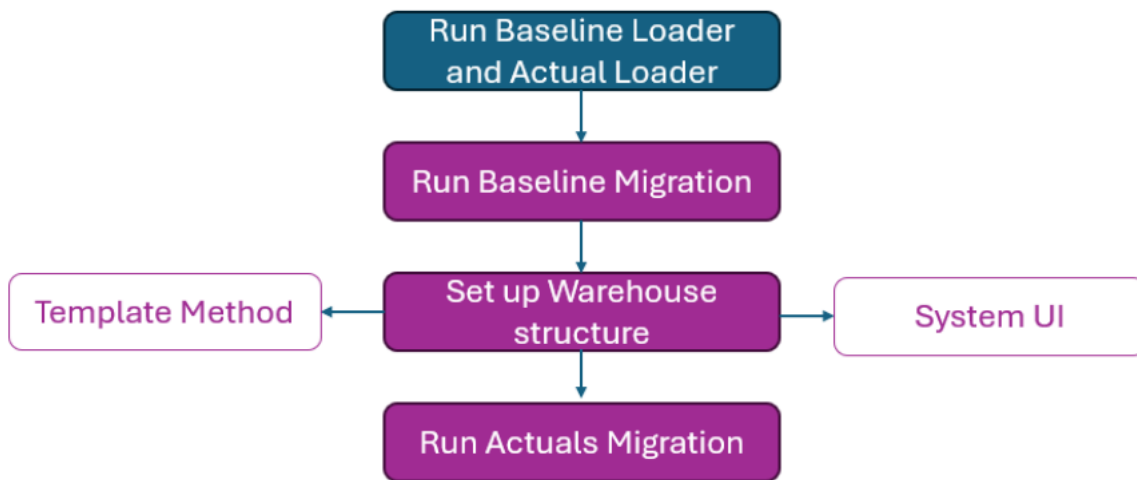 Run Baseline Loader
and Actual Loader
Run Baseline Migration
Template Method
Set up Warehouse
structure
System UI
Run Actuals Migration